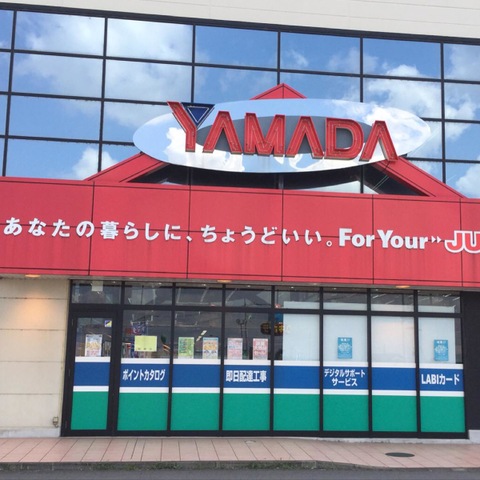 YAMADA
あなたの暮らしに、ちょうどいい。For Your JU
ポイントカタログ
即日配達工事
デジタルサポート
サービス
LABIカード